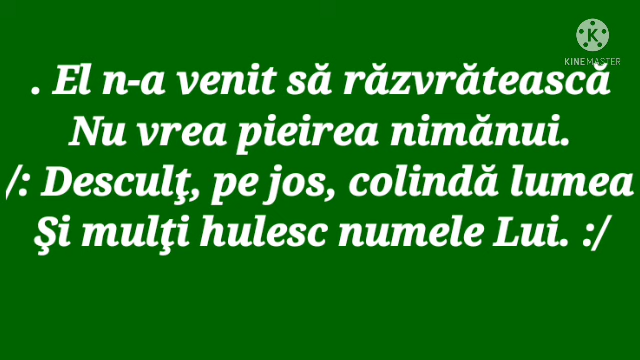 K
KINEMASTER
. El n-a venit să răzvrătească
Nu vrea pieirea nimănui.
/: Desculţ, pe jos, colindă lumea
Şi mulţi hulesc numele Lui. :/